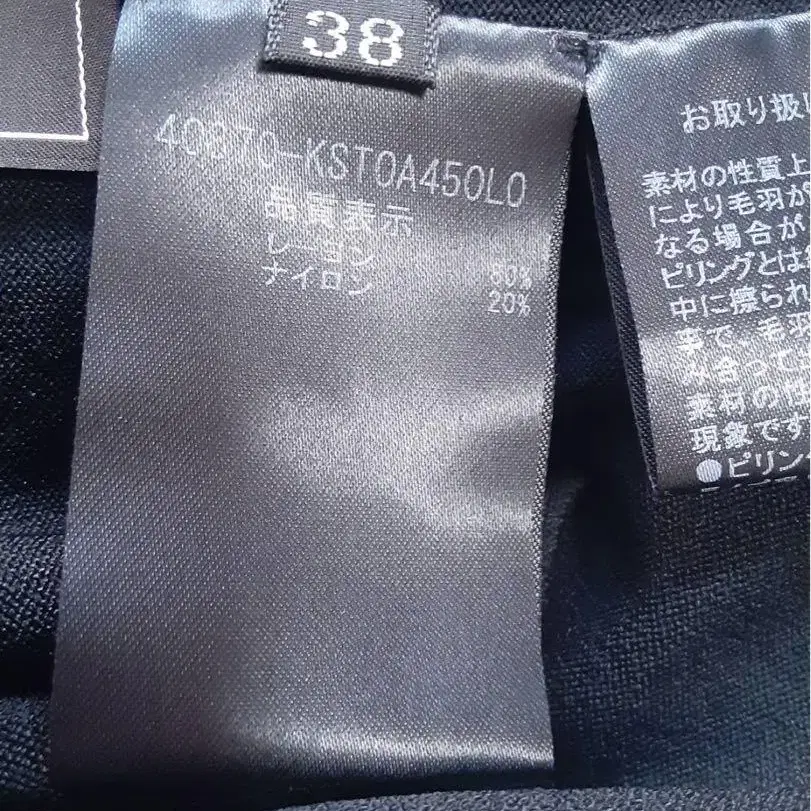 38
40870-KST0A450L0
品質表示
レーヨン 80%
ナイロン 20%
お取り扱い
素材の性質上
により毛羽が
なる場合が
ピリングとは
中に擦られ
事で、毛羽
み合って
素材の性
現象です
●ピリング